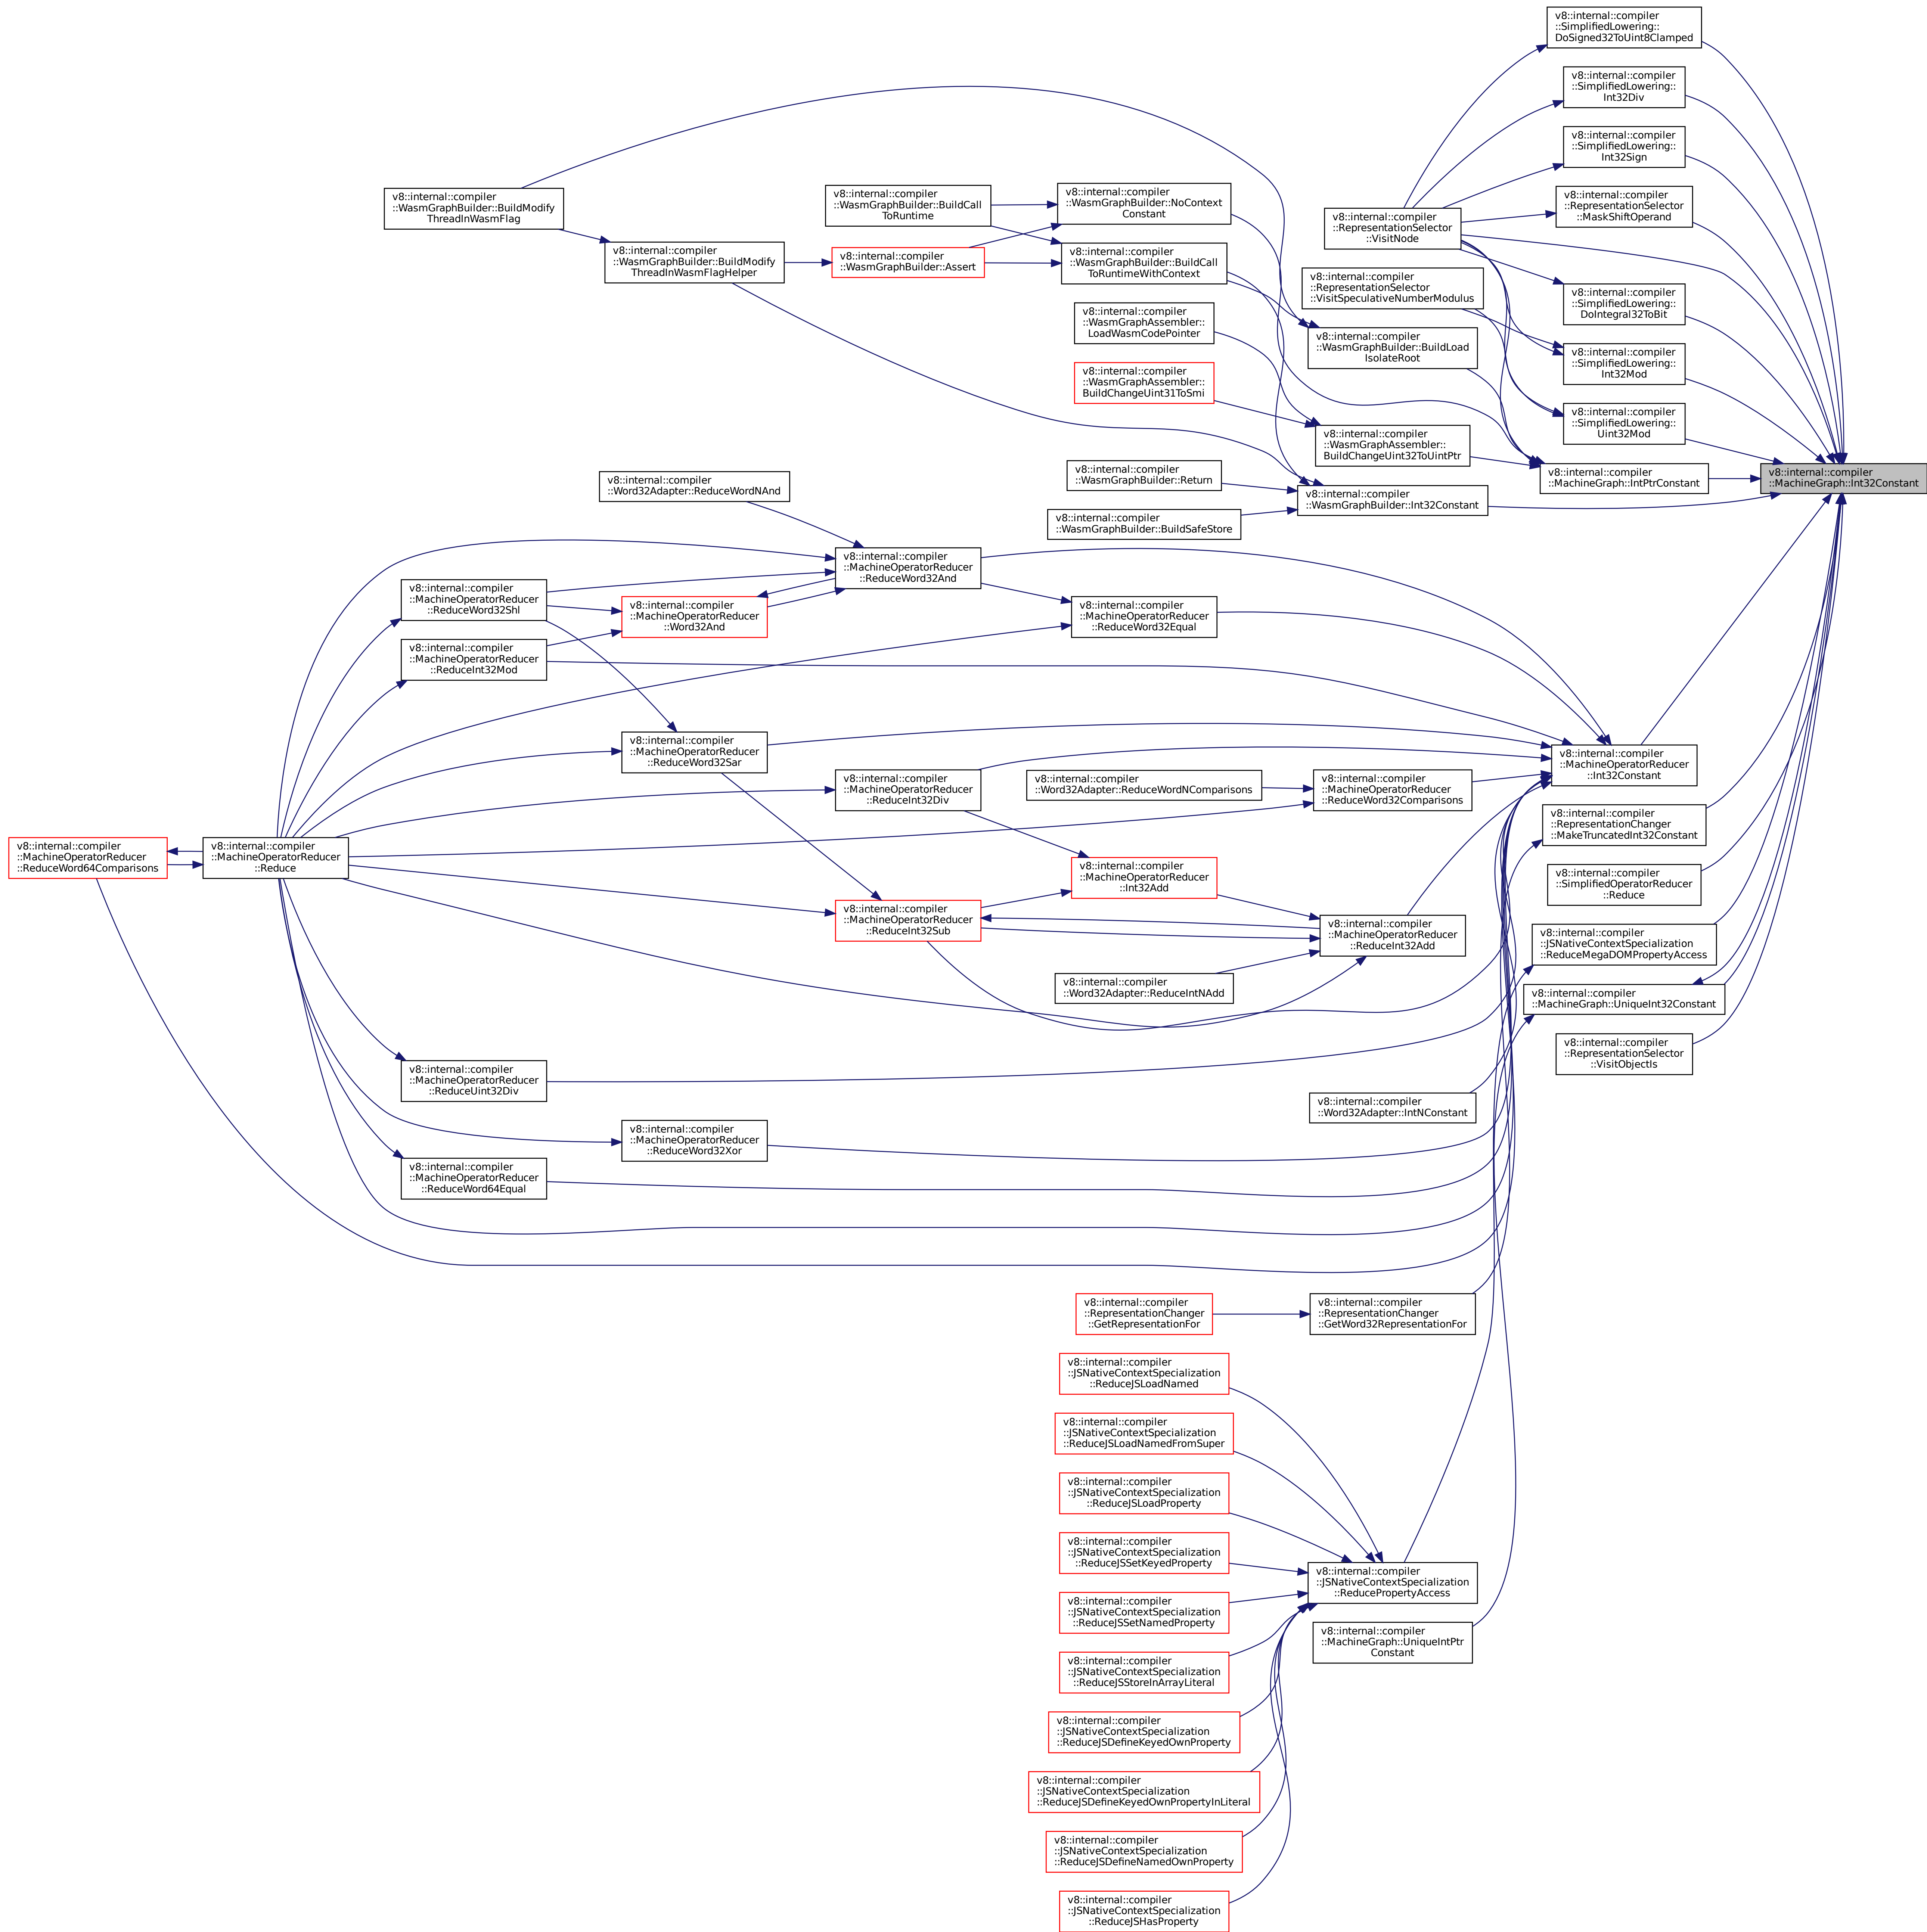 v8::internal::compiler
::SimplifiedLowering::
DoSigned32ToUint8Clamped
v8::internal::compiler
::SimplifiedLowering::
Int32Div
v8::internal::compiler
::SimplifiedLowering::
Int32Sign
v8::internal::compiler
::RepresentationSelector
::MaskShiftOperand
v8::internal::compiler
::RepresentationSelector
::VisitNode
v8::internal::compiler
::WasmGraphBuilder::NoContext
Constant
v8::internal::compiler
::WasmGraphBuilder::BuildCall
ToRuntime
v8::internal::compiler
::WasmGraphBuilder::BuildModify
ThreadInWasmFlag
v8::internal::compiler
::WasmGraphBuilder::BuildModify
ThreadInWasmFlagHelper
v8::internal::compiler
::WasmGraphBuilder::Assert
v8::internal::compiler
::WasmGraphBuilder::BuildCall
ToRuntimeWithContext
v8::internal::compiler
::RepresentationSelector
::VisitSpeculativeNumberModulus
v8::internal::compiler
::SimplifiedLowering::
DoIntegral32ToBit
v8::internal::compiler
::WasmGraphAssembler::
LoadWasmCodePointer
v8::internal::compiler
::WasmGraphBuilder::BuildLoad
IsolateRoot
v8::internal::compiler
::SimplifiedLowering::
Int32Mod
v8::internal::compiler
::WasmGraphAssembler::
BuildChangeUint31ToSmi
v8::internal::compiler
::SimplifiedLowering::
Uint32Mod
v8::internal::compiler
::WasmGraphAssembler::
BuildChangeUint32ToUintPtr
v8::internal::compiler
::MachineGraph::IntPtrConstant
v8::internal::compiler
::MachineGraph::Int32Constant
v8::internal::compiler
::WasmGraphBuilder::Return
v8::internal::compiler
::WasmGraphBuilder::Int32Constant
v8::internal::compiler
::WasmGraphBuilder::BuildSafeStore
v8::internal::compiler
::Word32Adapter::ReduceWordNAnd
v8::internal::compiler
::MachineOperatorReducer
::ReduceWord32And
v8::internal::compiler
::MachineOperatorReducer
::ReduceWord32Shl
v8::internal::compiler
::MachineOperatorReducer
::Word32And
v8::internal::compiler
::MachineOperatorReducer
::ReduceWord32Equal
v8::internal::compiler
::MachineOperatorReducer
::ReduceInt32Mod
v8::internal::compiler
::MachineOperatorReducer
::ReduceWord32Sar
v8::internal::compiler
::MachineOperatorReducer
::Int32Constant
v8::internal::compiler
::MachineOperatorReducer
::ReduceInt32Div
v8::internal::compiler
::Word32Adapter::ReduceWordNComparisons
v8::internal::compiler
::MachineOperatorReducer
::ReduceWord32Comparisons
v8::internal::compiler
::RepresentationChanger
::MakeTruncatedInt32Constant
v8::internal::compiler
::MachineOperatorReducer
::ReduceWord64Comparisons
v8::internal::compiler
::MachineOperatorReducer
::Reduce
v8::internal::compiler
::MachineOperatorReducer
::Int32Add
v8::internal::compiler
::SimplifiedOperatorReducer
::Reduce
v8::internal::compiler
::MachineOperatorReducer
::ReduceInt32Sub
v8::internal::compiler
::MachineOperatorReducer
::ReduceInt32Add
v8::internal::compiler
::JSNativeContextSpecialization
::ReduceMegaDOMPropertyAccess
v8::internal::compiler
::Word32Adapter::ReduceIntNAdd
v8::internal::compiler
::MachineGraph::UniqueInt32Constant
v8::internal::compiler
::RepresentationSelector
::VisitObjectIs
v8::internal::compiler
::MachineOperatorReducer
::ReduceUint32Div
v8::internal::compiler
::Word32Adapter::IntNConstant
v8::internal::compiler
::MachineOperatorReducer
::ReduceWord32Xor
v8::internal::compiler
::MachineOperatorReducer
::ReduceWord64Equal
v8::internal::compiler
::RepresentationChanger
::GetRepresentationFor
v8::internal::compiler
::RepresentationChanger
::GetWord32RepresentationFor
v8::internal::compiler
::JSNativeContextSpecialization
::ReduceJSLoadNamed
v8::internal::compiler
::JSNativeContextSpecialization
::ReduceJSLoadNamedFromSuper
v8::internal::compiler
::JSNativeContextSpecialization
::ReduceJSLoadProperty
v8::internal::compiler
::JSNativeContextSpecialization
::ReduceJSSetKeyedProperty
v8::internal::compiler
::JSNativeContextSpecialization
::ReducePropertyAccess
v8::internal::compiler
::JSNativeContextSpecialization
::ReduceJSSetNamedProperty
v8::internal::compiler
::MachineGraph::UniqueIntPtr
Constant
v8::internal::compiler
::JSNativeContextSpecialization
::ReduceJSStoreInArrayLiteral
v8::internal::compiler
::JSNativeContextSpecialization
::ReduceJSDefineKeyedOwnProperty
v8::internal::compiler
::JSNativeContextSpecialization
::ReduceJSDefineKeyedOwnPropertyInLiteral
v8::internal::compiler
::JSNativeContextSpecialization
::ReduceJSDefineNamedOwnProperty
v8::internal::compiler
::JSNativeContextSpecialization
::ReduceJSHasProperty